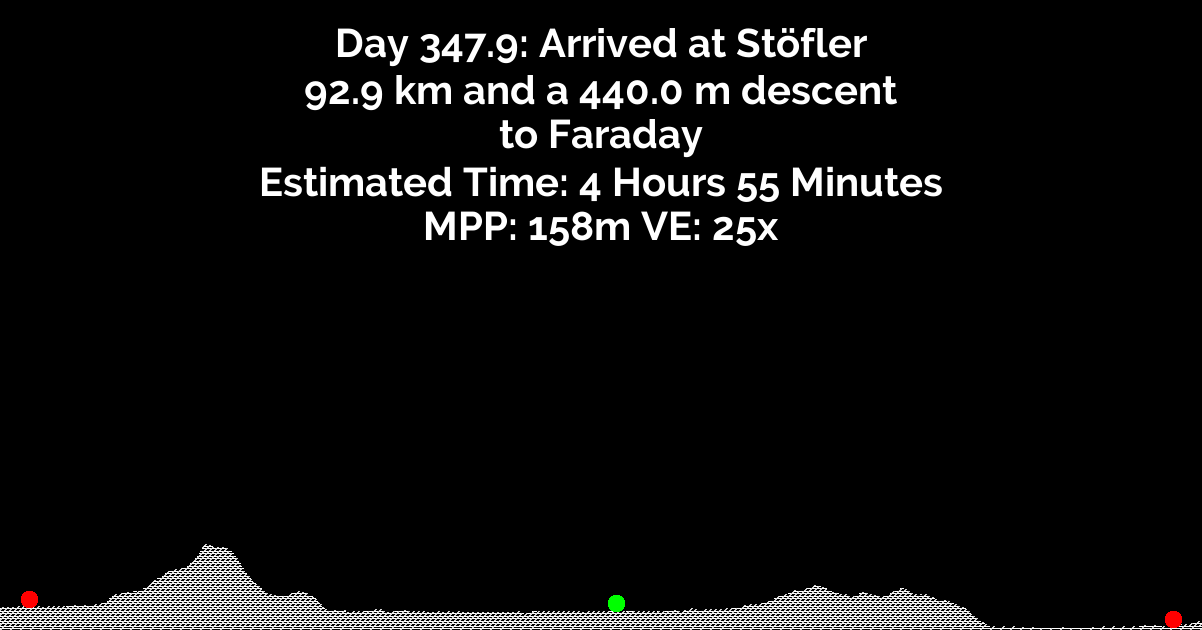 Day 347.9: Arrived at Stöfler
92.9 km and a 440.0 m descent
to Faraday
Estimated Time: 4 Hours 55 Minutes
MPP: 158m VE: 25x